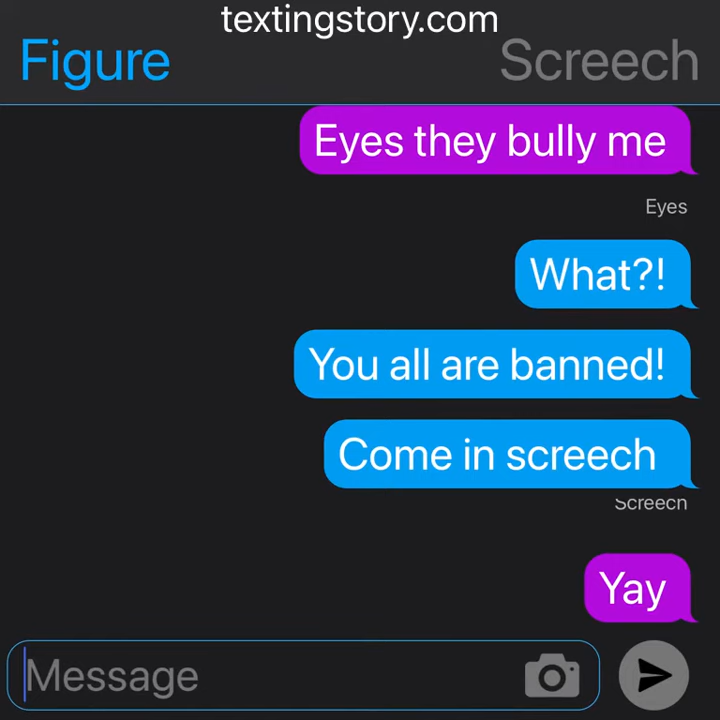 textingstory.com
Figure
Screech
Eyes they bully me
Eyes
What?!
You all are banned!
Come in screech
Screech
Yay
Message